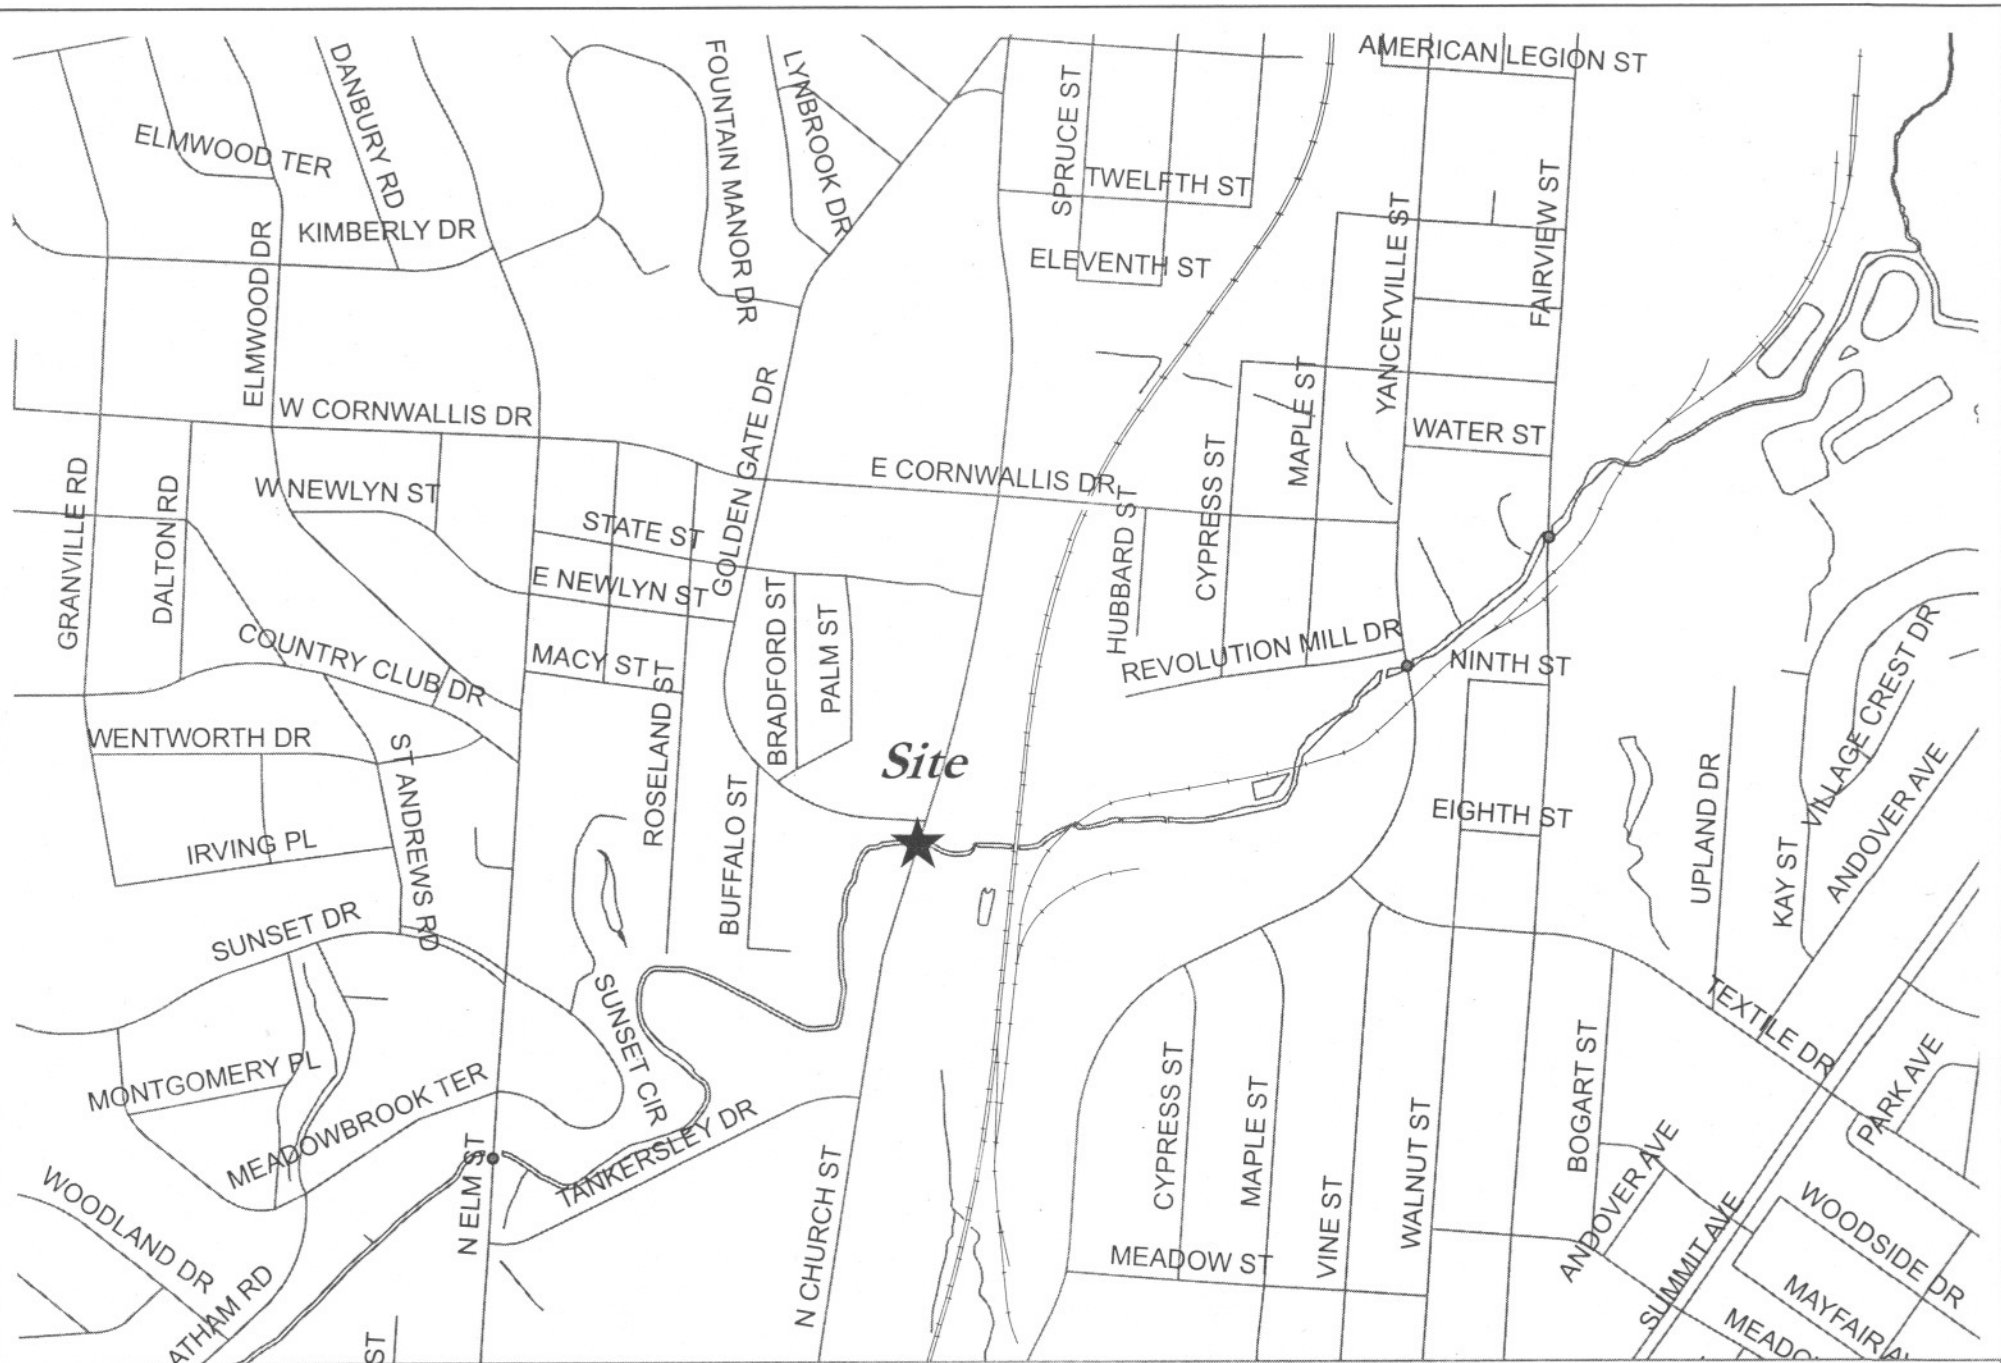 AMERICAN LEGION ST
DANBURY RD
FOUNTAIN MANOR DR
LYNBROOK DR
SPRUCE ST
ELMWOOD TER
TWELFTH ST
YANCEYVILLE ST
FAIRVIEW ST
KIMBERLY DR
ELMWOOD DR
ELEVENTH ST
GOLDEN GATE DR
MAPLE ST
W CORNWALLIS DR
WATER ST
E CORNWALLIS DR
CYPRESS ST
GRANVILLE RD
DALTON RD
W NEWLYN ST
HUBBARD ST
STATE ST
E NEWLYN ST
BRADFORD ST
PALM ST
COUNTRY CLUB DR
MACY ST
ROSELAND ST
REVOLUTION MILL DR
NINTH ST
VILLAGE CREST DR
WENTWORTH DR
ST ANDREWS RD
Site
BUFFALO ST
UPLAND DR
ANDOVER AVE
EIGHTH ST
IRVING PL
KAY ST
SUNSET DR
SUNSET CIR
TEXTILE DR
MONTGOMERY PL
MEADOWBROOK TER
TANKERSLEY DR
CYPRESS ST
MAPLE ST
WALNUT ST
BOGART ST
PARK AVE
N ELM ST
N CHURCH ST
VINE ST
ANDOVER AVE
WOODLAND DR
MEADOW ST
SUMMIT AVE
WOODSIDE DR
ATHAM RD
MAYFAIR A
MEADO
ST